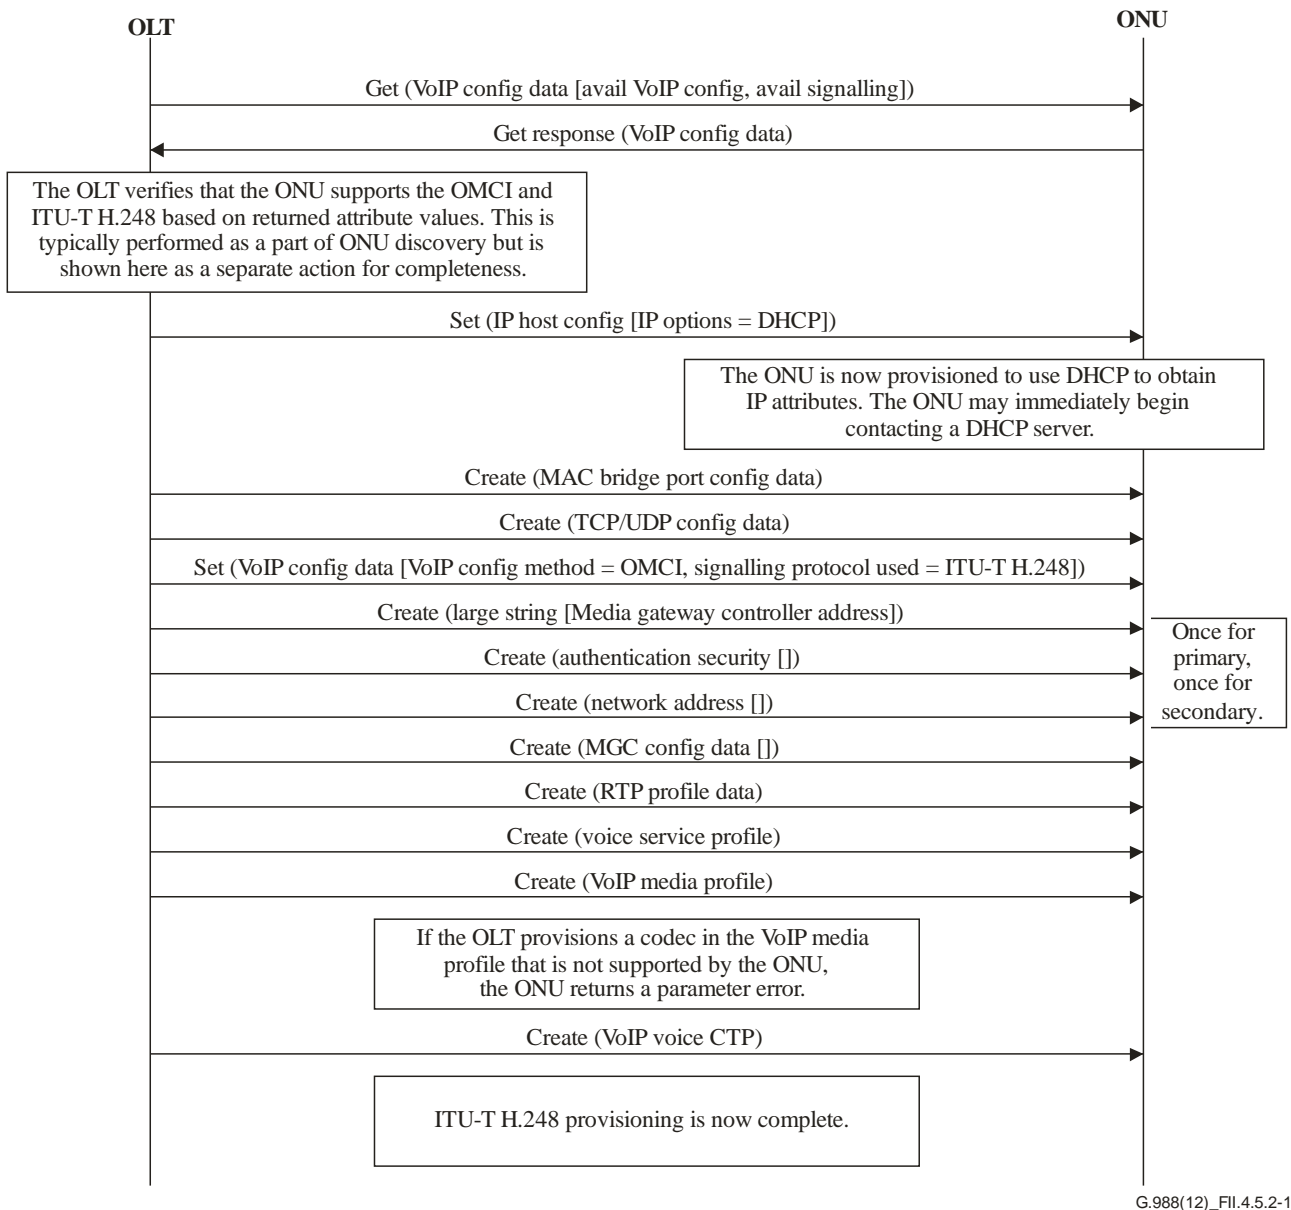 OLT
ONU
Get (VoIP config data [avail VoIP config, avail signalling])
Get response (VoIP config data)
The OLT verifies that the ONU supports the OMCI and
ITU-T H.248 based on returned attribute values. This is
typically performed as a part of ONU discovery but is
shown here as a separate action for completeness.
Set (IP host config [IP options = DHCP])
The ONU is now provisioned to use DHCP to obtain
IP attributes. The ONU may immediately begin
contacting a DHCP server.
Create (MAC bridge port config data)
Create (TCP/UDP config data)
Set (VoIP config data [VoIP config method = OMCI, signalling protocol used = ITU-T H.248])
Create (large string [Media gateway controller address])
Once for
primary,
once for
secondary.
Create (authentication security [])
Create (network address [])
Create (MGC config data [])
Create (RTP profile data)
Create (voice service profile)
Create (VoIP media profile)
If the OLT provisions a codec in the VoIP media
profile that is not supported by the ONU,
the ONU returns a parameter error.
Create (VoIP voice CTP)
ITU-T H.248 provisioning is now complete.
G.988(12)_FII.4.5.2-1